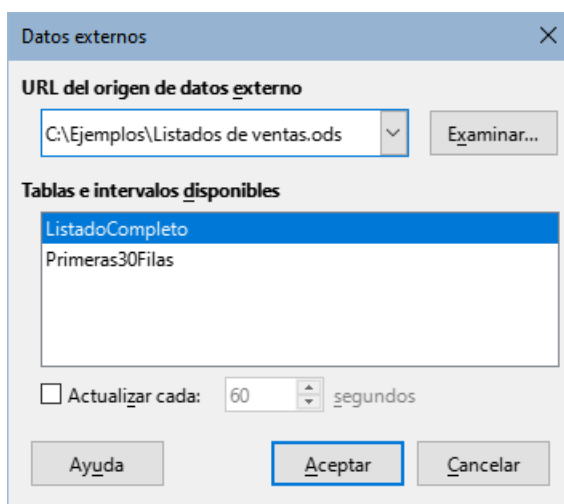 Datos externos
URL del origen de datos externo
C:\Ejemplos\Listados de ventas.ods
Examinar...
Tablas e intervalos disponibles
ListadoCompleto
Primeras30Filas
Actualizar cada: 60 segundos
Ayuda Aceptar Cancelar